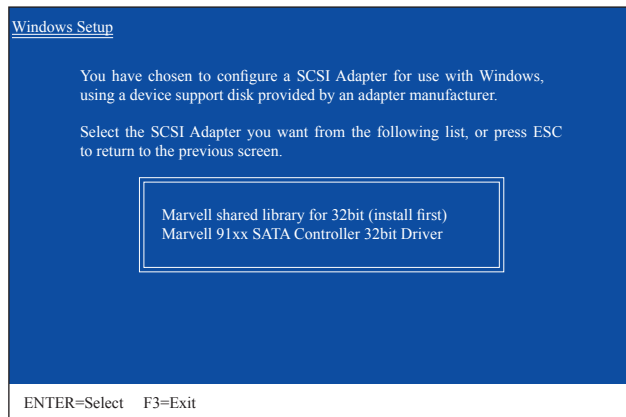 Windows Setup
You have chosen to configure a SCSI Adapter for use with Windows,
using a device support disk provided by an adapter manufacturer.
Select the SCSI Adapter you want from the following list, or press ESC
to return to the previous screen.
Marvell shared library for 32bit (install first)
Marvell 91xx SATA Controller 32bit Driver
ENTER=Select F3=Exit